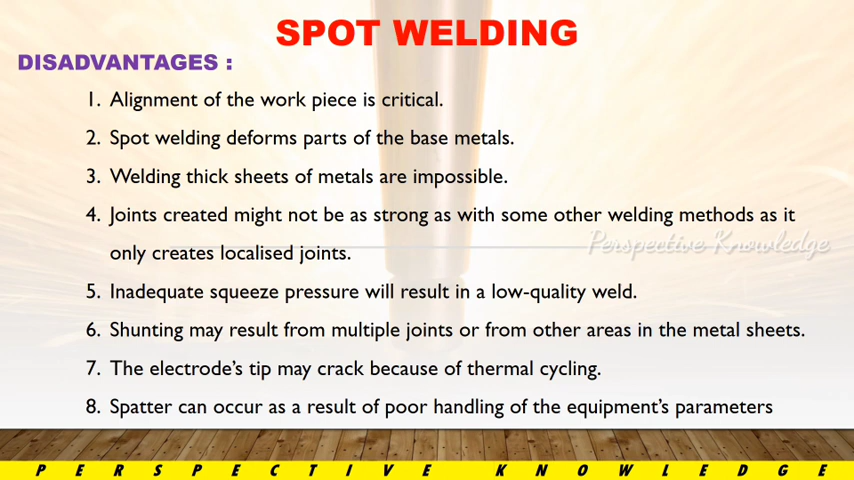 SPOT WELDING
DISADVANTAGES :
1. Alignment of the work piece is critical.
2. Spot welding deforms parts of the base metals.
3. Welding thick sheets of metals are impossible.
4. Joints created might not be as strong as with some other welding methods as it
only creates localised joints.
Perspective Knowledge
5. Inadequate squeeze pressure will result in a low-quality weld.
6. Shunting may result from multiple joints or from other areas in the metal sheets.
7. The electrode’s tip may crack because of thermal cycling.
8. Spatter can occur as a result of poor handling of the equipment’s parameters
PERSPECTIVE KNOWLEDGE